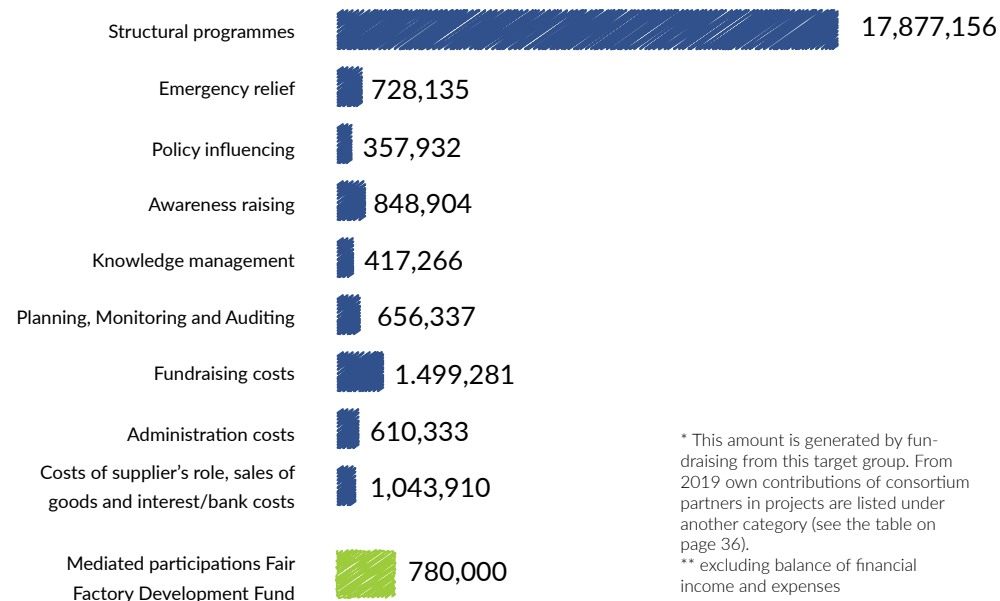 Structural programmes 17,877,156
Emergency relief 728,135
Policy influencing 357,932
Awareness raising 848,904
Knowledge management 417,266
Planning, Monitoring and Auditing 656,337
Fundraising costs 1.499,281
Administration costs 610,333
Costs of supplier's role, sales of
goods and interest/bank costs 1,043,910
Mediated participations Fair
Factory Development Fund 780,000
* This amount is generated by fun-
draising from this target group. From
2019 own contributions of consortium
partners in projects are listed under
another category (see the table on
page 36).
** excluding balance of financial
income and expenses